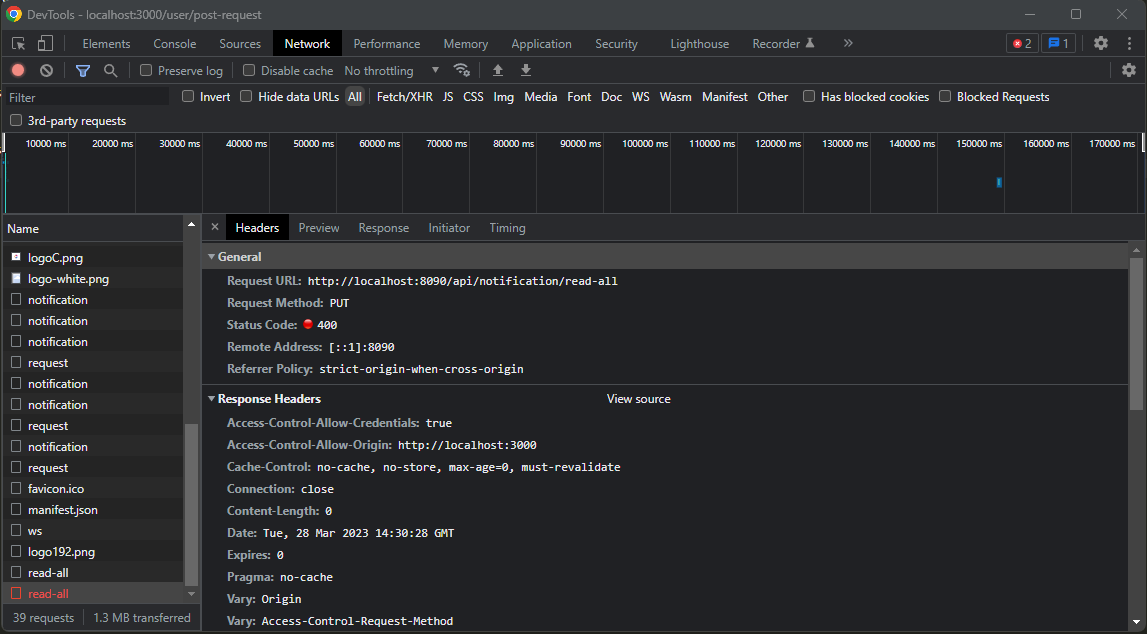 DevTools - localhost:3000/user/post-request
Elements Console Sources Network Performance Memory Application Security Lighthouse Recorder 2 1
Preserve log Disable cache No throttling
Filter Invert Hide data URLs All Fetch/XHR JS CSS Img Media Font Doc WS Wasm Manifest Other Has blocked cookies Blocked Requests
3rd-party requests
10000 ms 20000 ms 30000 ms 40000 ms 50000 ms 60000 ms 70000 ms 80000 ms 90000 ms 100000 ms 110000 ms 120000 ms 130000 ms 140000 ms 150000 ms 160000 ms 170000 ms
Name
logoC.png
logo-white.png
notification
notification
notification
request
notification
notification
request
notification
request
favicon.ico
manifest.json
ws
logo192.png
read-all
read-all
39 requests 1.3 MB transferred
Headers Preview Response Initiator Timing
General
Request URL: http://localhost:8090/api/notification/read-all
Request Method: PUT
Status Code: 400
Remote Address: [::1]:8090
Referrer Policy: strict-origin-when-cross-origin
Response Headers View source
Access-Control-Allow-Credentials: true
Access-Control-Allow-Origin: http://localhost:3000
Cache-Control: no-cache, no-store, max-age=0, must-revalidate
Connection: close
Content-Length: 0
Date: Tue, 28 Mar 2023 14:30:28 GMT
Expires: 0
Pragma: no-cache
Vary: Origin
Vary: Access-Control-Request-Method